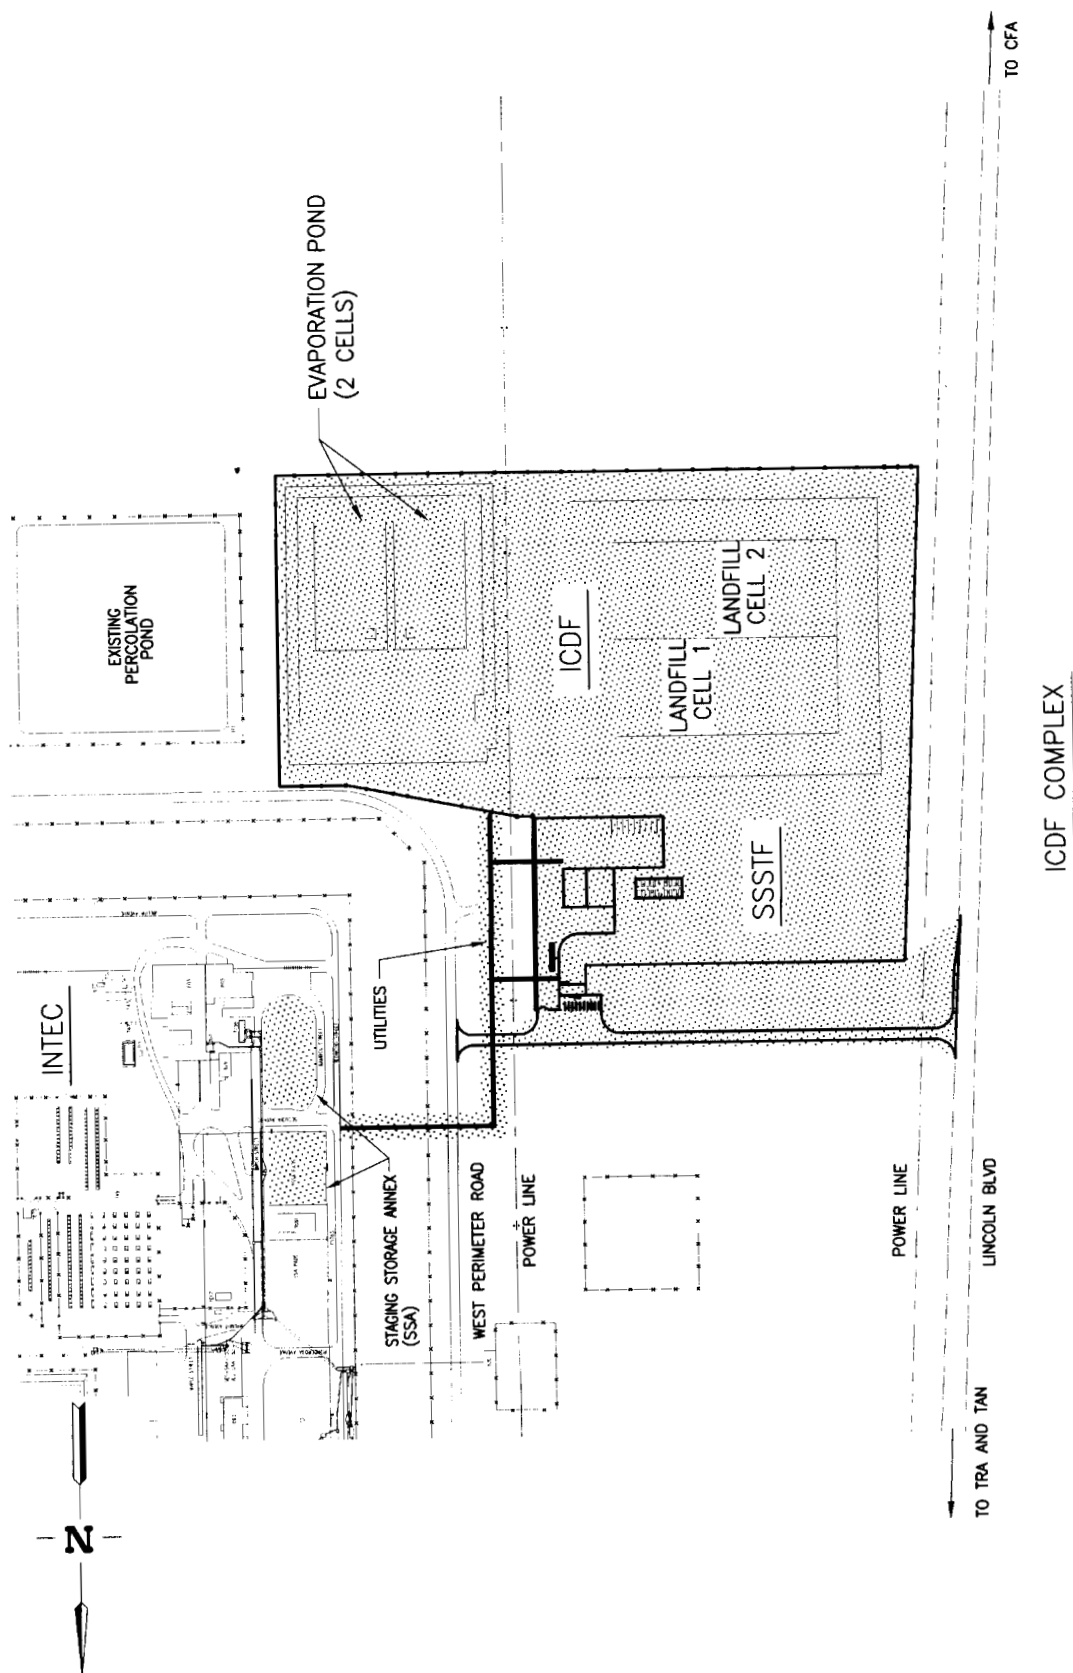 INTEC
EXISTING
PERCOLATION
POND
EVAPORATION POND
(2 CELLS)
UTILITIES
STAGING STORAGE ANNEX
(SSA)
WEST PERIMETER ROAD
POWER LINE
ICDF
LANDFILL
CELL 1
LANDFILL
CELL 2
SSSTF
POWER LINE
LINCOLN BLVD
TO TRA AND TAN
TO CFA
N
ICDF COMPLEX